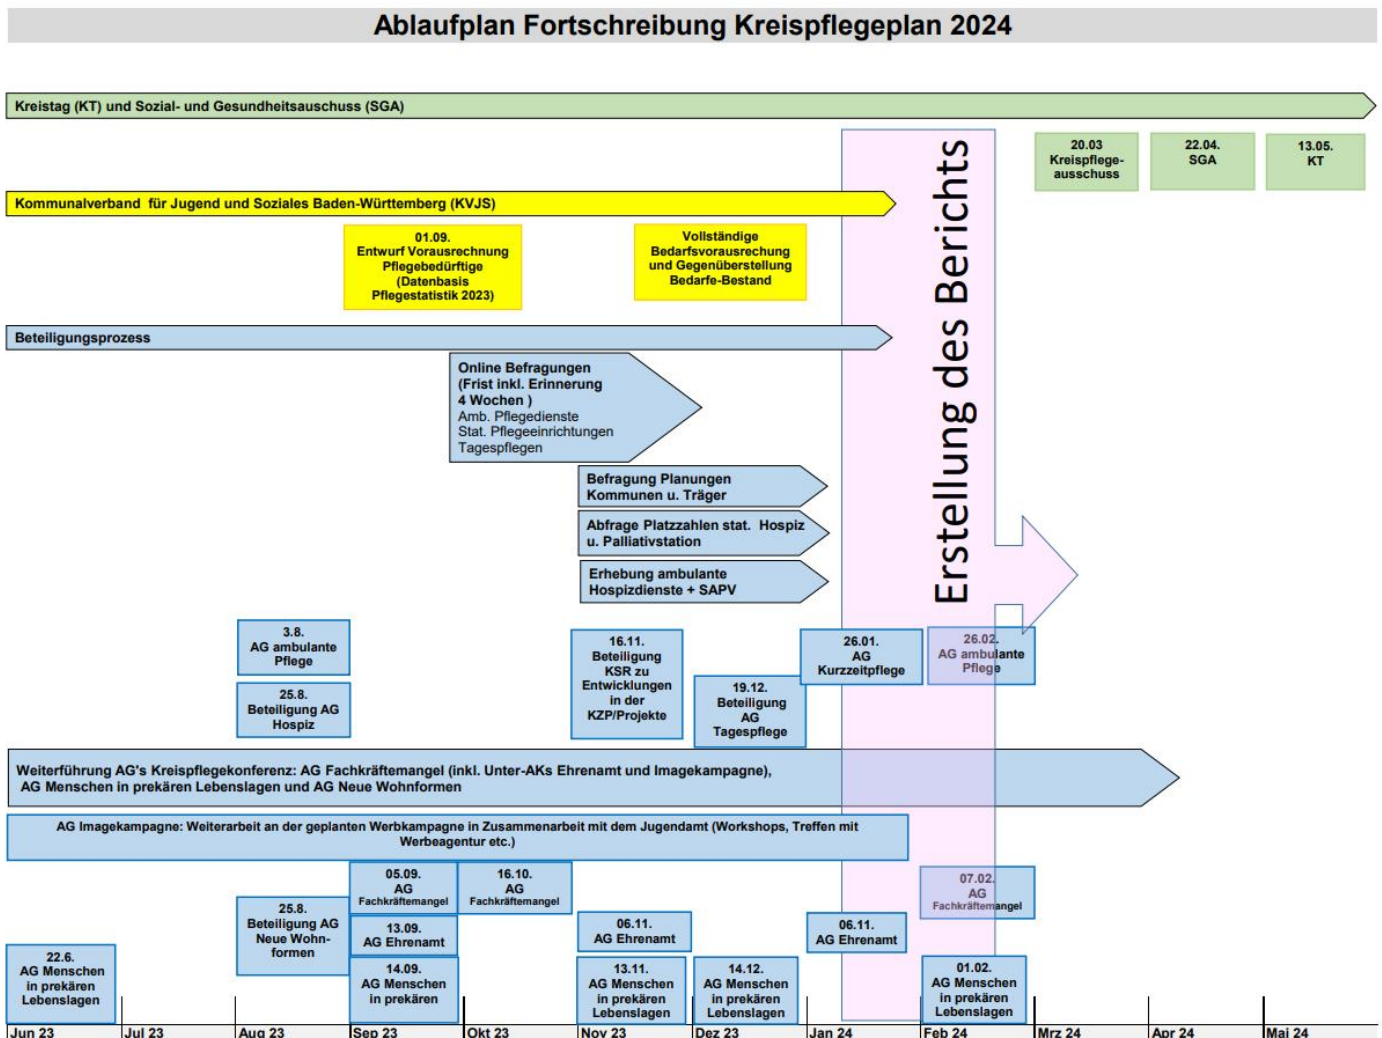 Ablaufplan Fortschreibung Kreispflegeplan 2024
Kreistag (KT) und Sozial- und Gesundheitsauschuss (SGA)
20.03
Kreispflege-
ausschuss
22.04.
SGA
13.05.
KT
Kommunalverband für Jugend und Soziales Baden-Württemberg (KVJS)
01.09.
Entwurf Vorausrechnung
Pflegebedürftige
(Datenbasis
Pflegestatistik 2023)
Vollständige
Bedarfsvorausrechung
und Gegenüberstellung
Bedarfe-Bestand
Erstellung des Berichts
Beteiligungsprozess
Online Befragungen
(Frist inkl. Erinnerung
4 Wochen )
Amb. Pflegedienste
Stat. Pflegeeinrichtungen
Tagespflegen
Befragung Planungen
Kommunen u. Träger
Abfrage Platzzahlen stat. Hospiz
u. Palliativstation
Erhebung ambulante
Hospizdienste + SAPV
3.8.
AG ambulante
Pflege
25.8.
Beteiligung AG
Hospiz
16.11.
Beteiligung
KSR zu
Entwicklungen
in der
KZP/Projekte
19.12.
Beteiligung
AG
Tagespflege
26.01.
AG
Kurzzeitpflege
26.02.
AG ambulante
Pflege
Weiterführung AG's Kreispflegekonferenz: AG Fachkräftemangel (inkl. Unter-AKs Ehrenamt und Imagekampagne),
AG Menschen in prekären Lebenslagen und AG Neue Wohnformen
AG Imagekampagne: Weiterarbeit an der geplanten Werbkampagne in Zusammenarbeit mit dem Jugendamt (Workshops, Treffen mit
Werbeagentur etc.)
22.6.
AG Menschen
in prekären
Lebenslagen
25.8.
Beteiligung AG
Neue Wohn-
formen
05.09.
AG
Fachkräftemangel
13.09.
AG Ehrenamt
14.09.
AG Menschen
in prekären
16.10.
AG
Fachkräftemangel
06.11.
AG Ehrenamt
13.11.
AG Menschen
in prekären
Lebenslagen
14.12.
AG Menschen
in prekären
Lebenslagen
06.11.
AG Ehrenamt
07.02.
AG
Fachkräftemangel
01.02.
AG Menschen
in prekären
Lebenslagen
Jun 23
Jul 23
Aug 23
Sep 23
Okt 23
Nov 23
Dez 23
Jan 24
Feb 24
Mrz 24
Apr 24
Mai 24